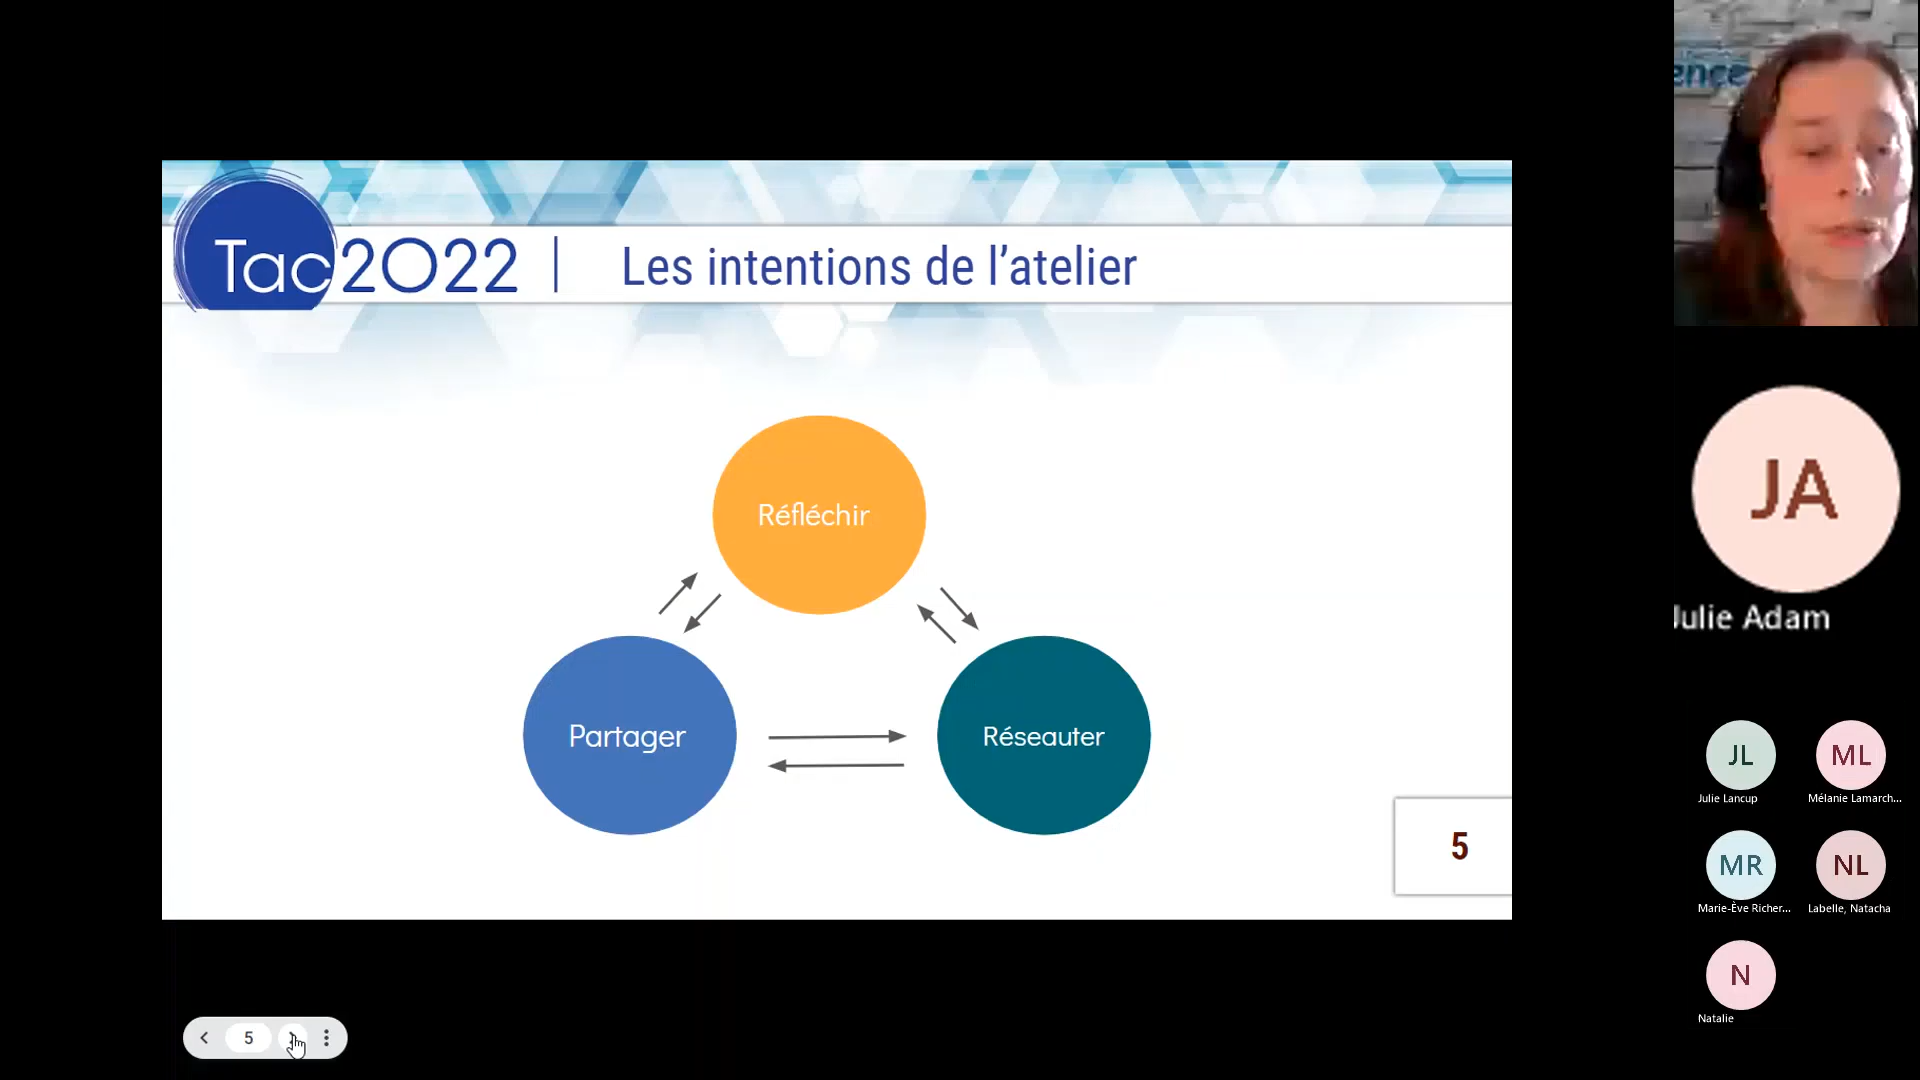 Tac2022
Les intentions de l’atelier
Réfléchir
Partager
Réseauter
5
5
ence
JA
Julie Adam
JL
ML
Julie Lancup
Mélanie Lamarch...
MR
NL
Marie-Ève Richer...
Labelle, Natacha
N
Natalie